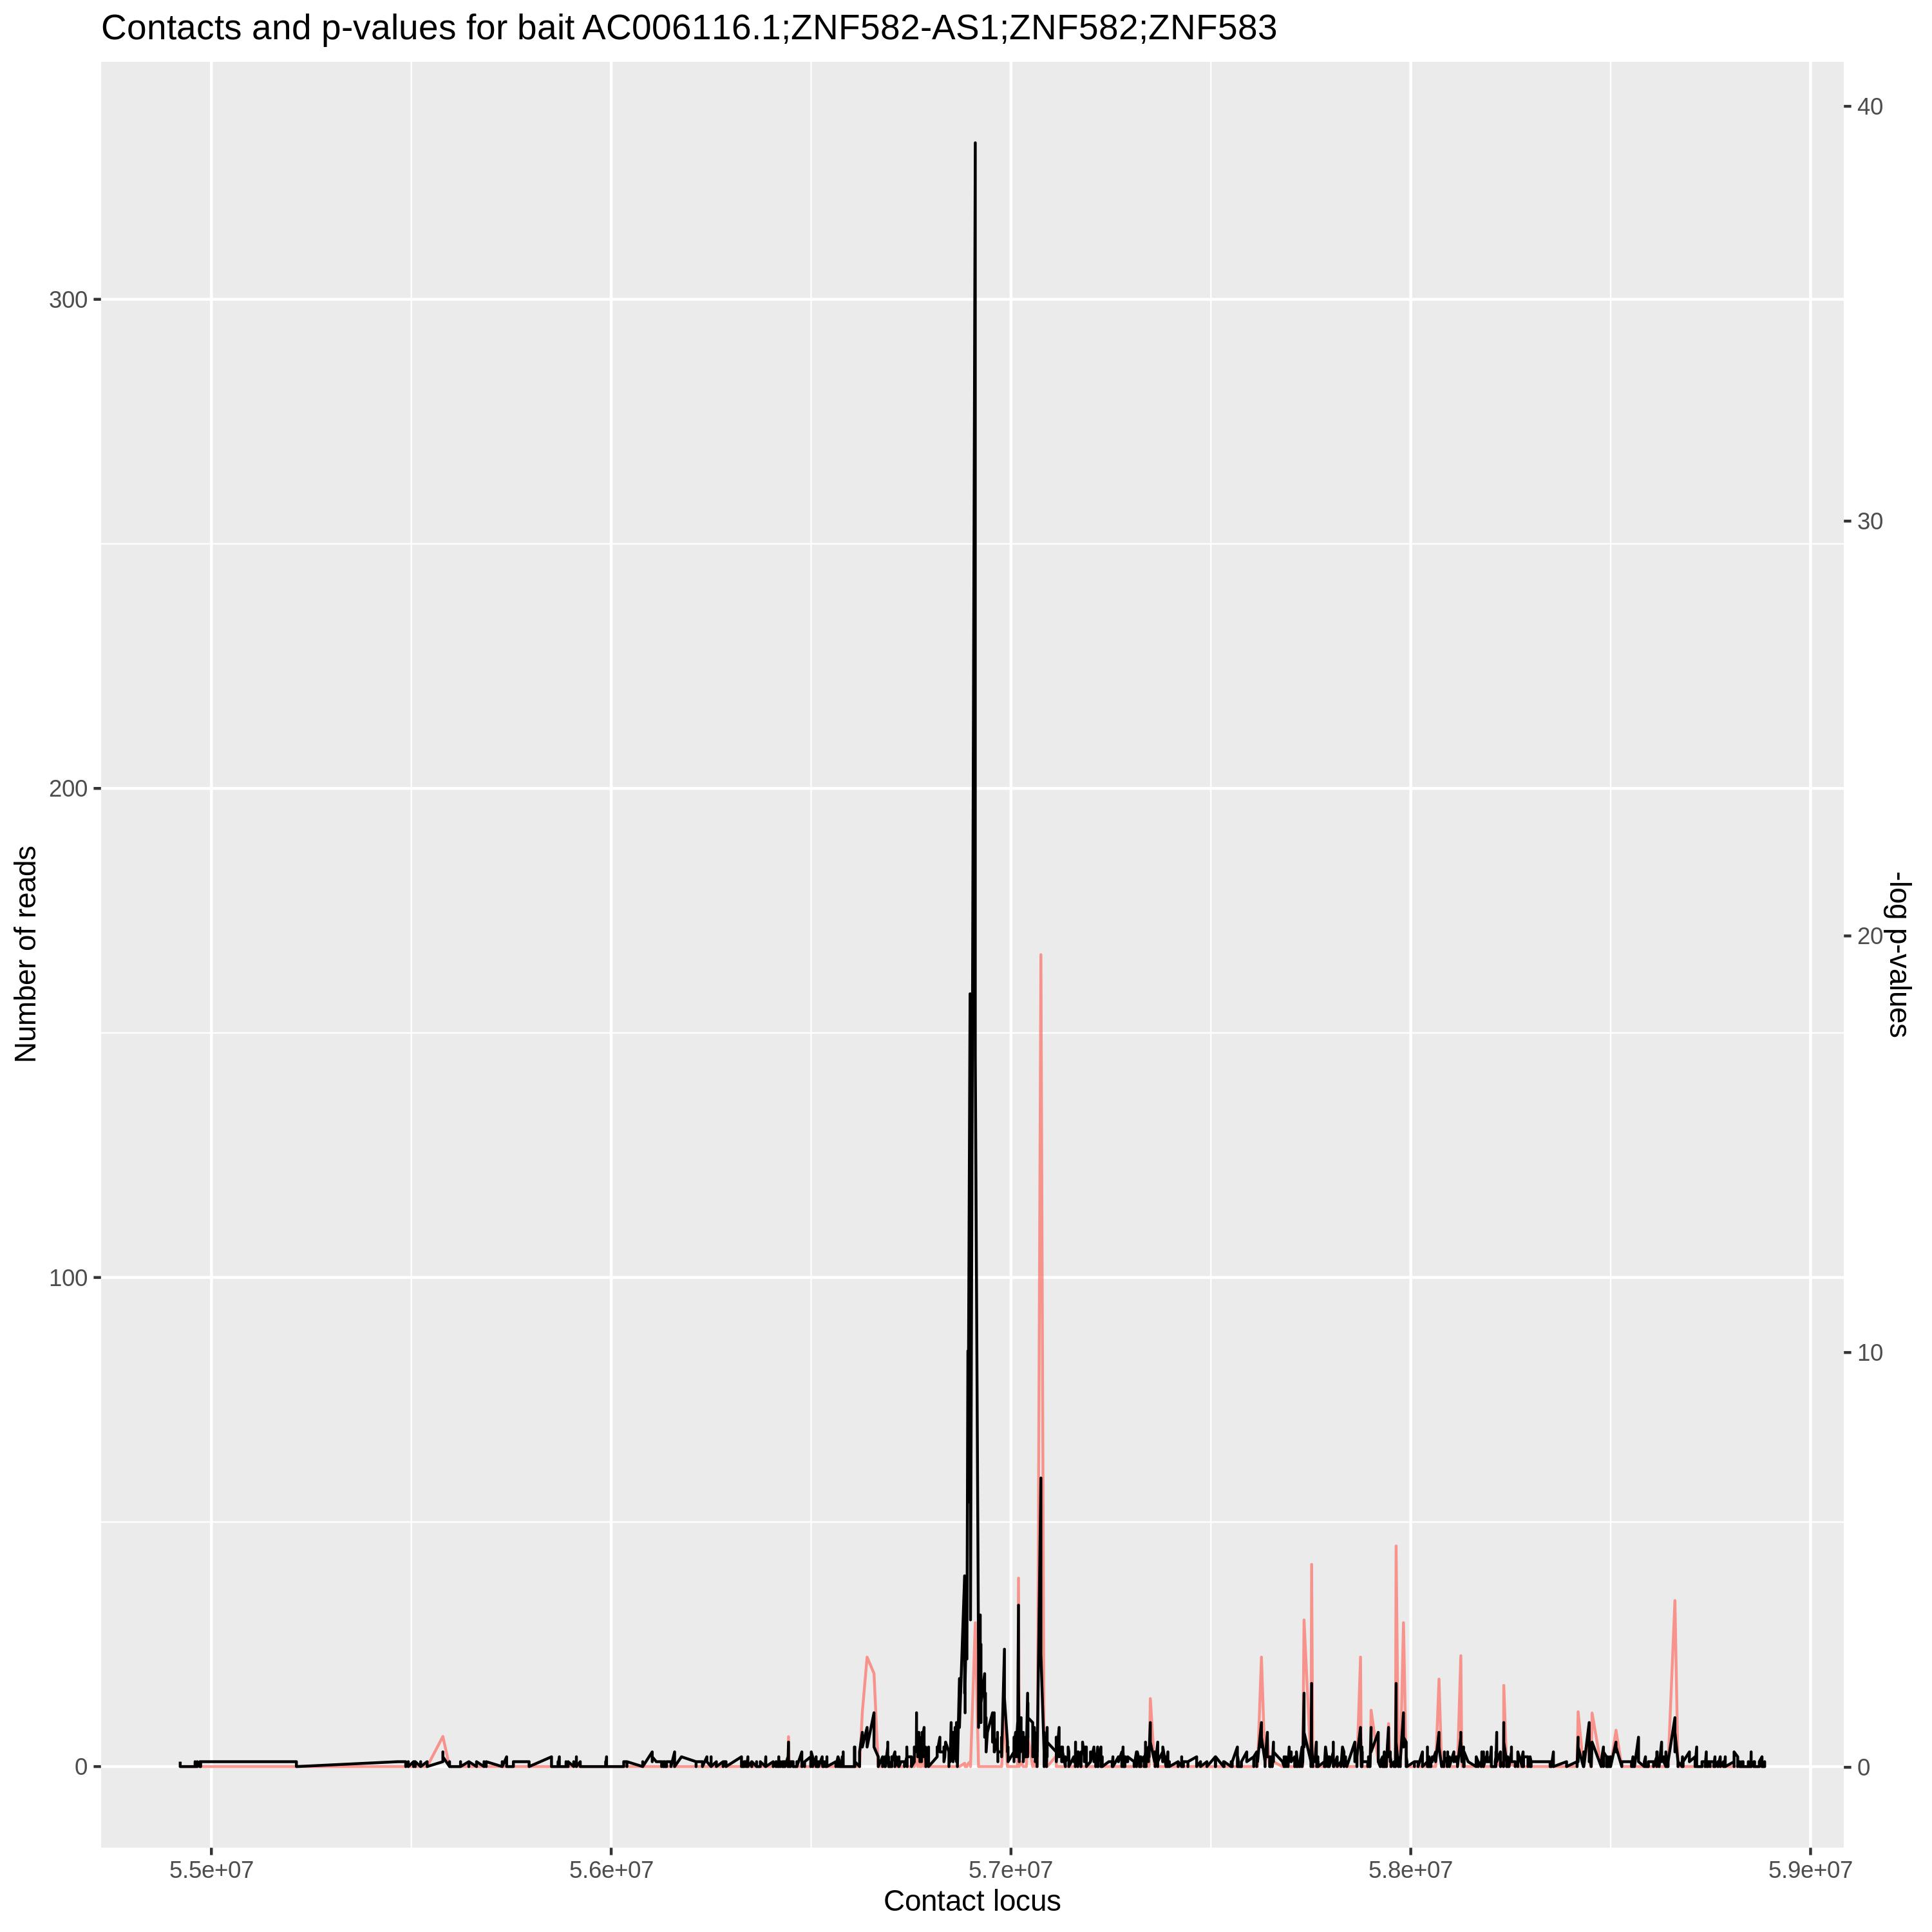 Contacts and p-values for bait AC006116.1;ZNF582-AS1;ZNF582;ZNF583
40
300
30
200
Number of reads
20
-log p-values
100
10
0
0
5.5e+07
5.6e+07
5.7e+07
5.8e+07
5.9e+07
Contact locus